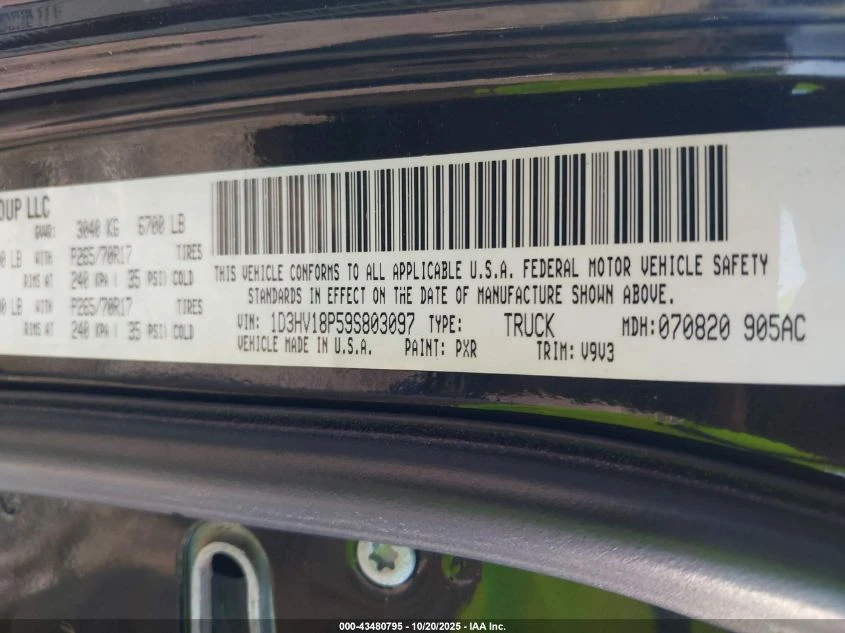 OUP LLC
GVWR: 3040 KG 6700 LB
0 LB WITH P265/70R17 TIRES
RIMS AT 240 KPA ( 35 PSI) COLD
0 LB WITH P265/70R17 TIRES
RIMS AT 240 KPA ( 35 PSI) COLD
THIS VEHICLE CONFORMS TO ALL APPLICABLE U.S.A. FEDERAL MOTOR VEHICLE SAFETY
STANDARDS IN EFFECT ON THE DATE OF MANUFACTURE SHOWN ABOVE.
VIN: 1D3HV18P59S803097 TYPE: TRUCK MDH:070820 905AC
VEHICLE MADE IN U.S.A. PAINT: PXR TRIM: V9V3
000-43480795 - 10/20/2025 - IAA Inc.